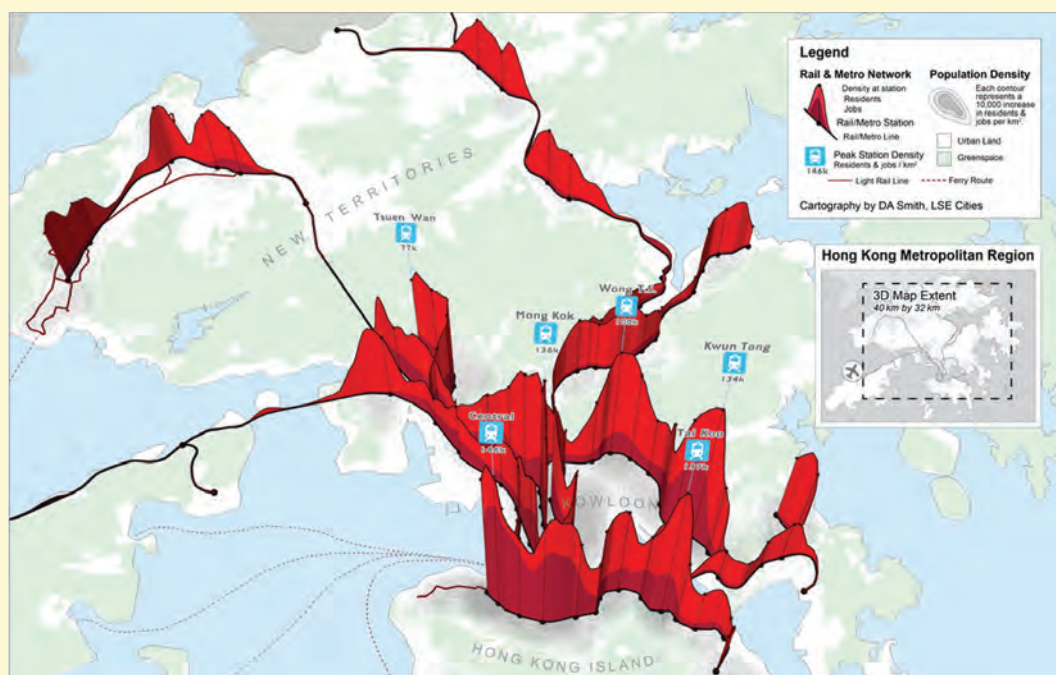 Legend
Rail & Metro Network
Density at station
Residents
Jobs
Rail/Metro Station
Rail/Metro Line
Peak Station Density
Residents & jobs / km²
146k
Light Rail Line
Population Density
Each contour
represents a
10,000 increase
in residents &
jobs per km².
Urban Land
Greenspace
Ferry Route
Cartography by DA Smith, LSE Cities
Hong Kong Metropolitan Region
3D Map Extent
40 km by 32 km
NEW TERRITORIES
Tsuen Wan
77k
Mong Kok
136k
Wong T
Kwun Tong
134k
Central
146k
Tai Koo
137k
KOWLOON
HONG KONG ISLAND